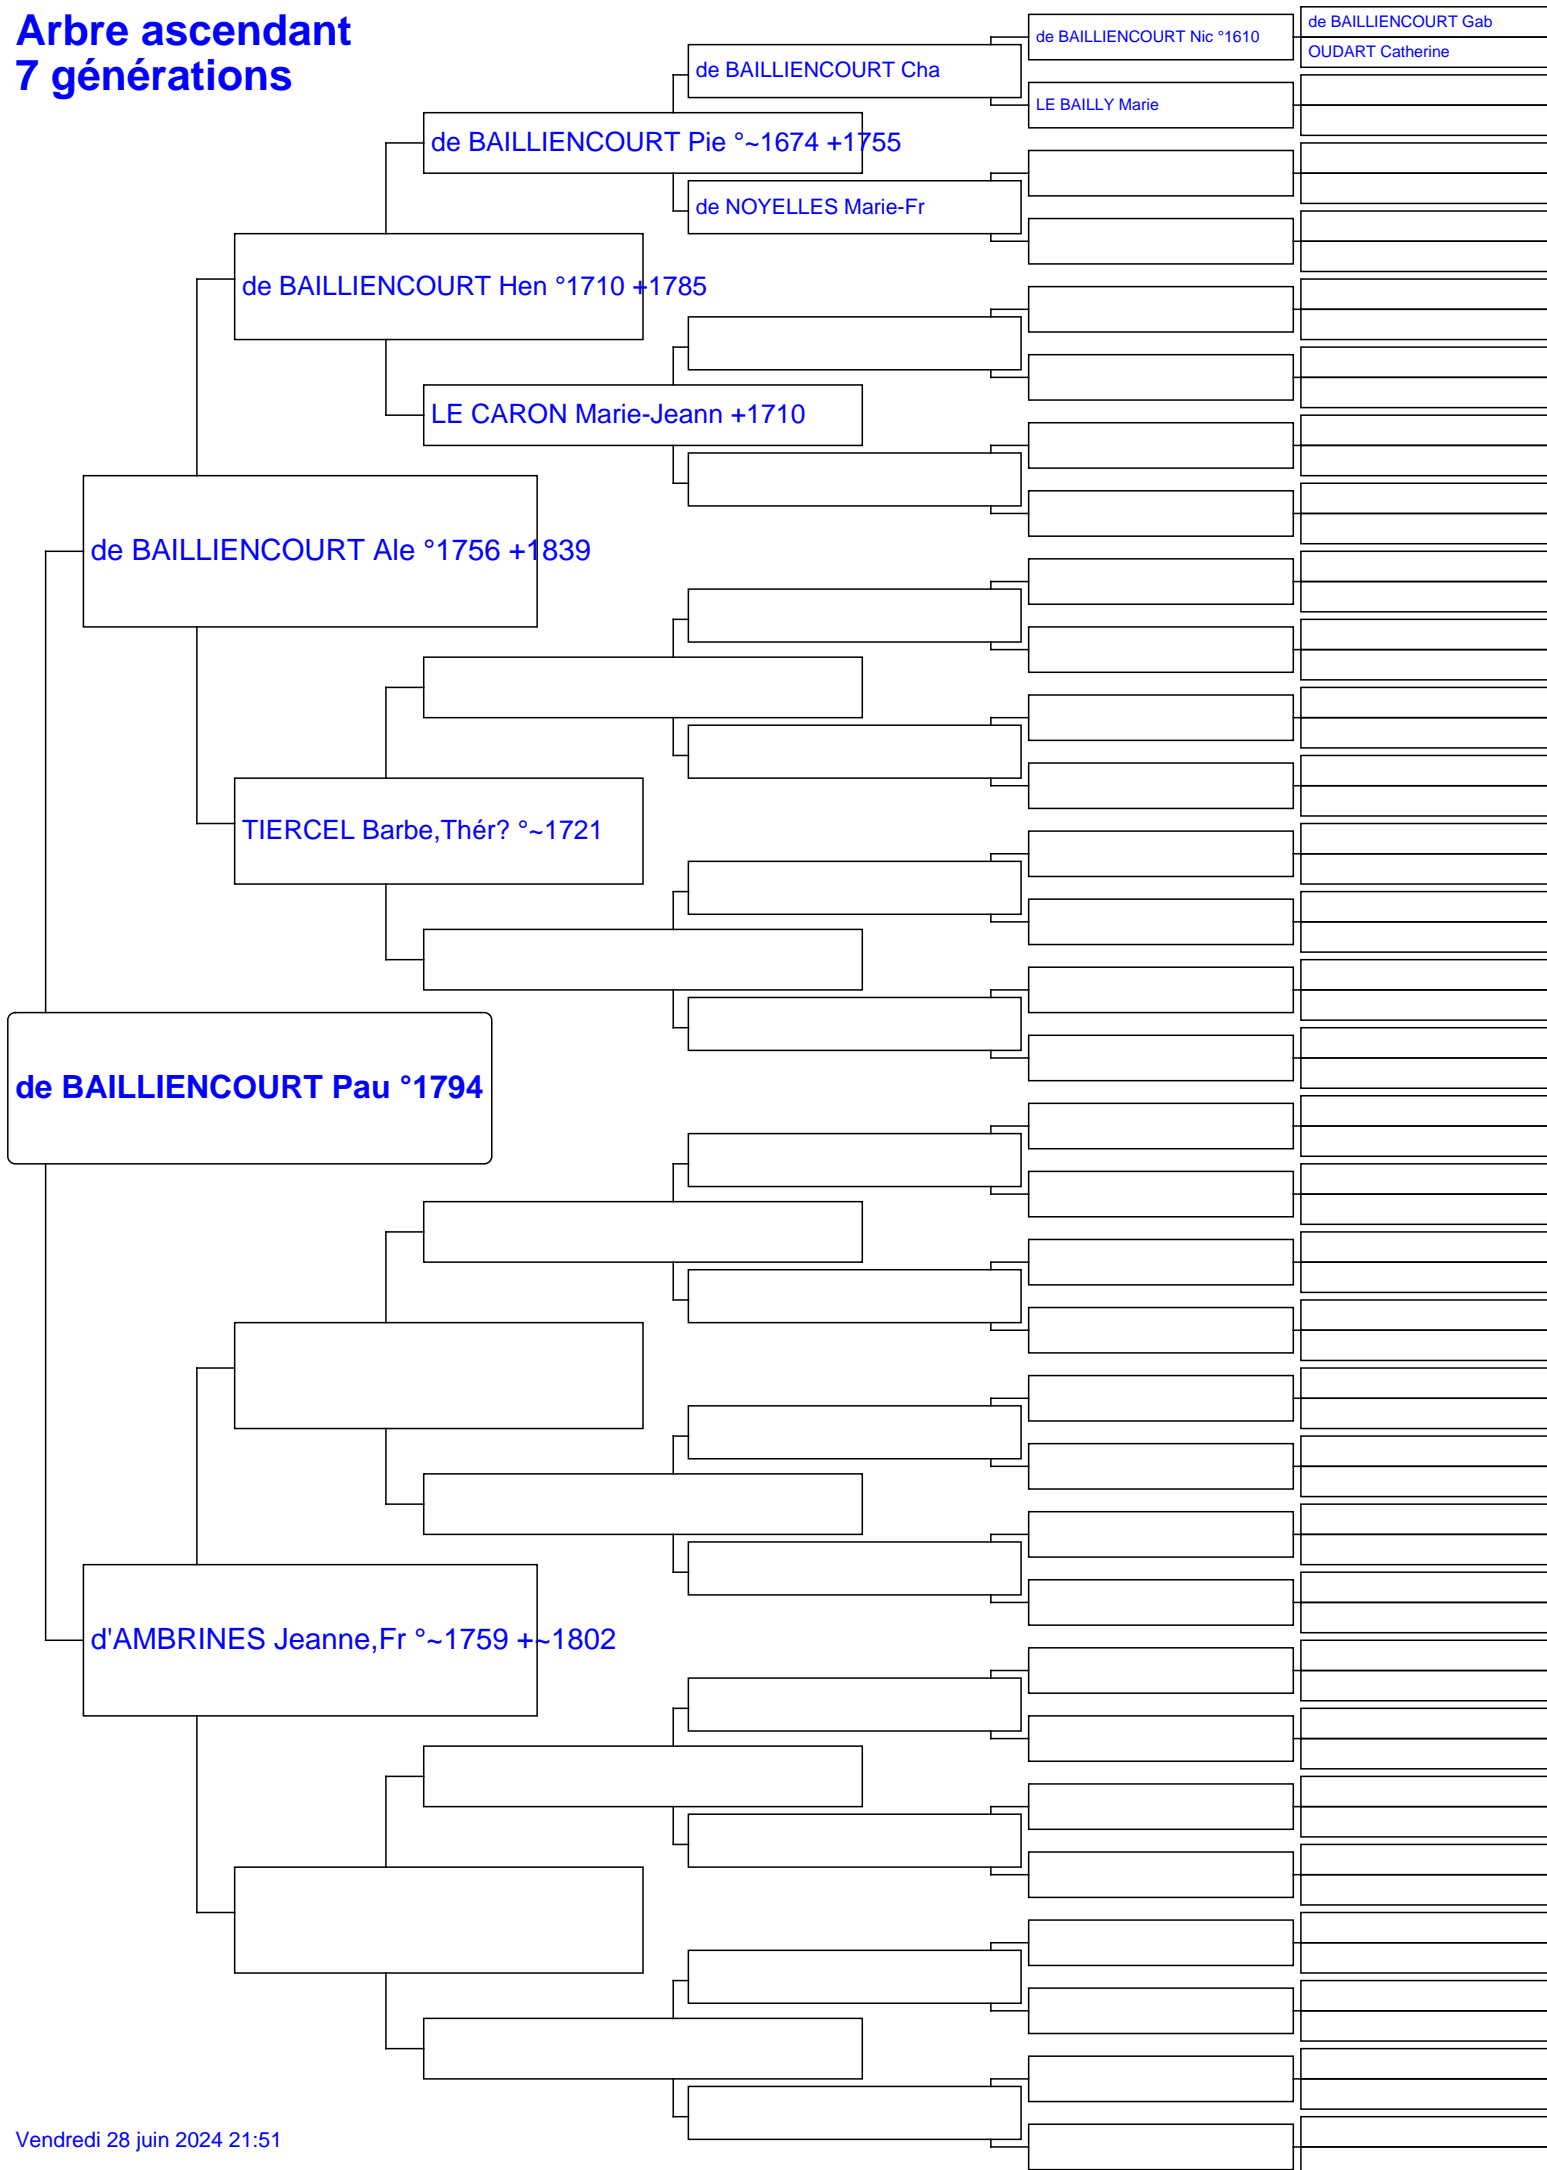 Arbre ascendant
7 générations
de BAILLIENCOURT Gab
OUDART Catherine
de BAILLIENCOURT Nic °1610
de BAILLIENCOURT Cha
LE BAILLY Marie
de BAILLIENCOURT Pie °~1674 +1755
de NOYELLES Marie-Fr
de BAILLIENCOURT Hen °1710 +1785
LE CARON Marie-Jeann +1710
de BAILLIENCOURT Ale °1756 +1839
TIERCEL Barbe,Thér? °~1721
de BAILLIENCOURT Pau °1794
d'AMBRINES Jeanne,Fr °~1759 +~1802
Vendredi 28 juin 2024 21:51